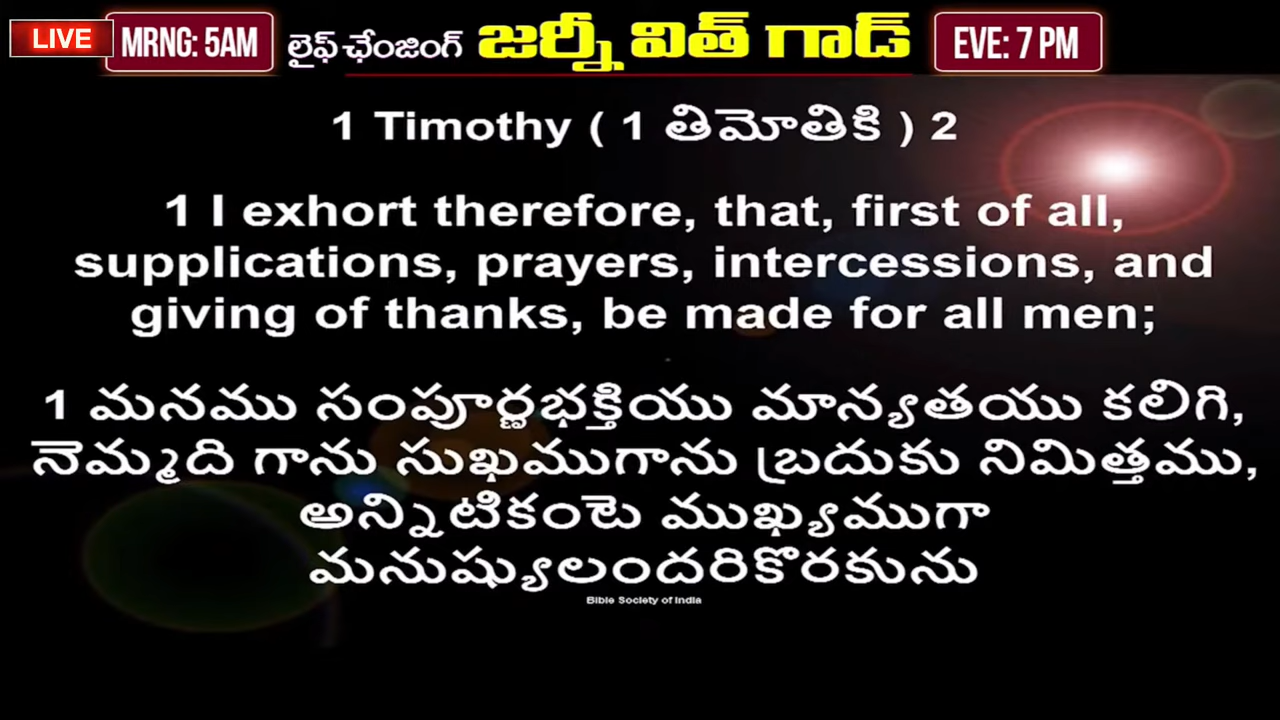 LIVE MRNG: 5AM లైఫ్ ఛేంజింగ్ జర్నీ విత్ గాడ్ EVE: 7 PM
1 Timothy ( 1 తిమోతికి ) 2
1 I exhort therefore, that, first of all,
supplications, prayers, intercessions, and
giving of thanks, be made for all men;
1 మనము సంపూర్ణభక్తియు మాన్యతయు కలిగి,
నెమ్మది గాను సుఖముగాను బ్రదుకు నిమిత్తము,
అన్నిటికంటె ముఖ్యముగా
మనుష్యులందరికొరకును
Bible Society of India